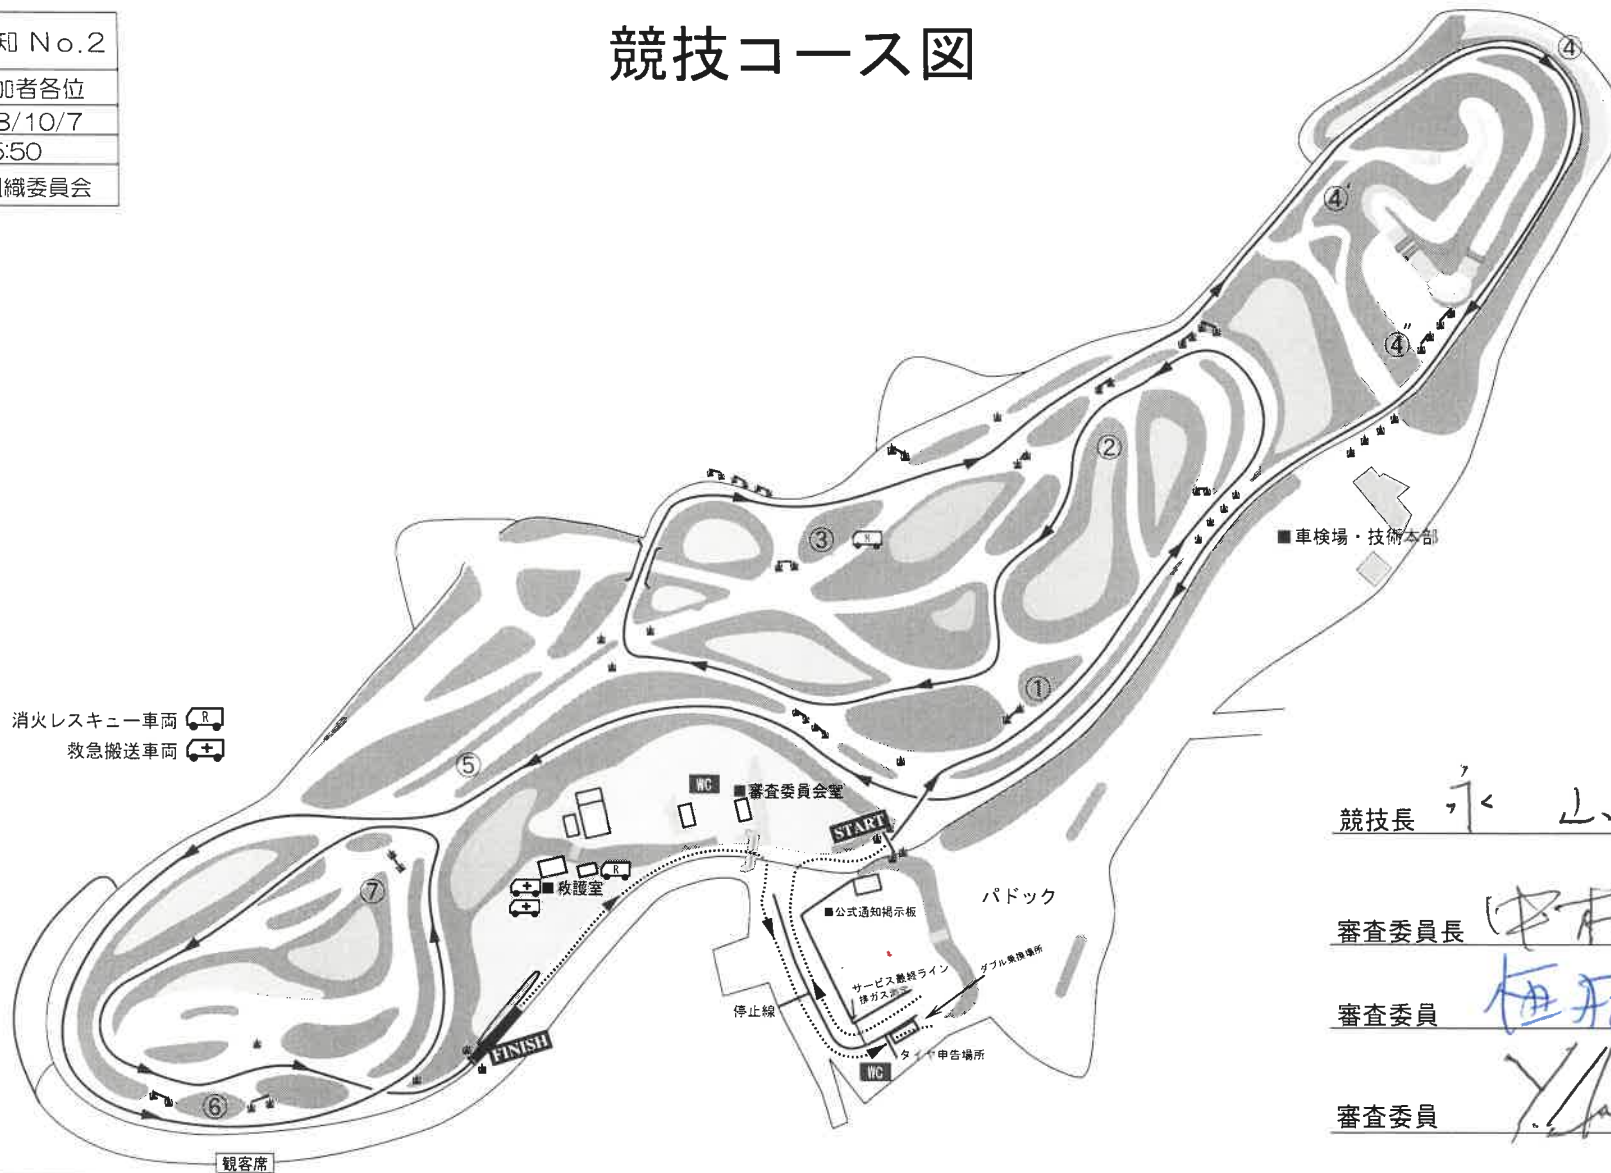 競技コース図
知 No.2
加者各位
8/10/7
5:50
組織委員会
④
④'
④''
②
③
R
■車検場・技術本部
①
消火レスキュー車両 R
救急搬送車両
⑤
WC
■審査委員会室
START
R
■救護室
⑦
■公式通知掲示板
パドック
サービス最終ライン
排ガス測定
ダブル乗換場所
停止線
タイヤ申告場所
WC
FINISH
⑥
観客席
競技長
審査委員長
審査委員
審査委員